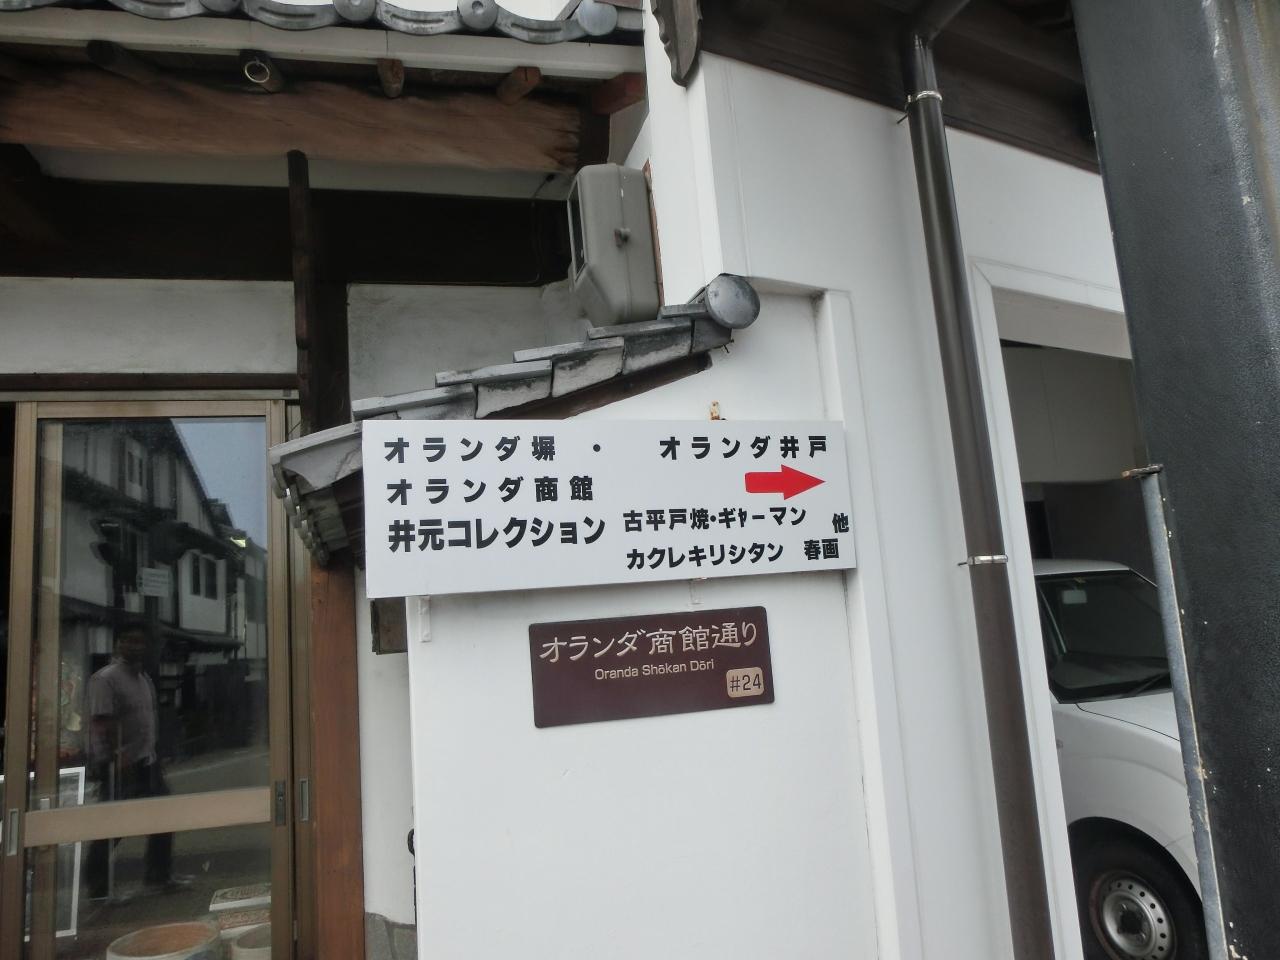 オランダ塀 ・ オランダ井戸
オランダ商館
井元コレクション 古平戸焼・ギヤーマン 他
カクレキリシタン 春画
オランダ商館通り
Oranda Shōkan Dōri
#24